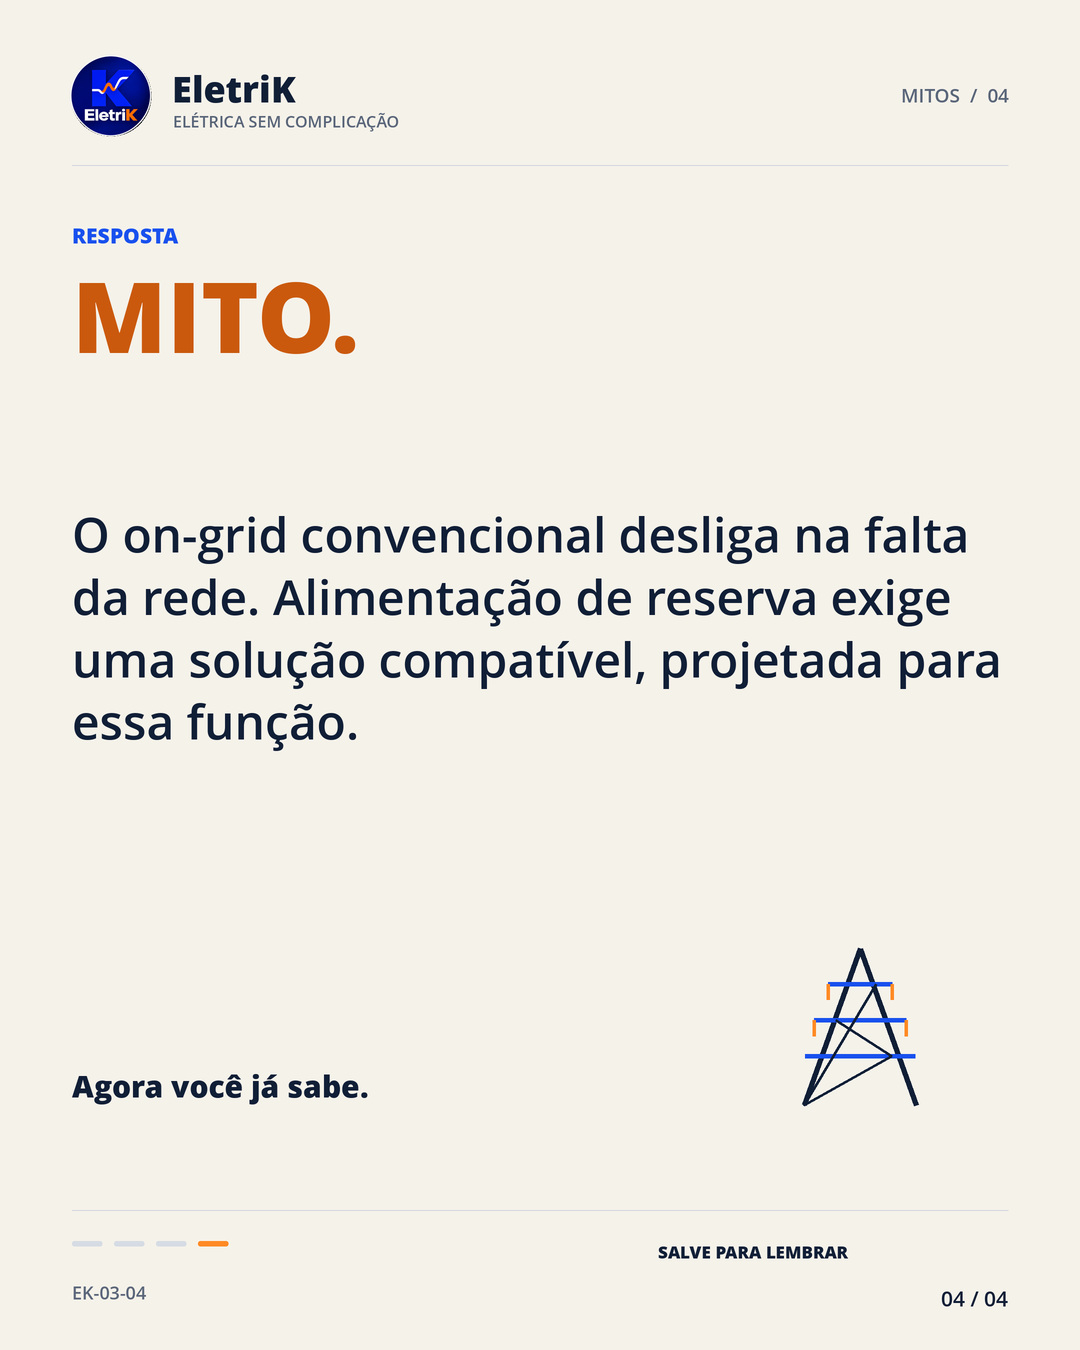 EletriK
EletriK
ELÉTRICA SEM COMPLICAÇÃO
MITOS / 04
RESPOSTA
MITO.
O on-grid convencional desliga na falta
da rede. Alimentação de reserva exige
uma solução compatível, projetada para
essa função.
Agora você já sabe.
SALVE PARA LEMBRAR
EK-03-04
04 / 04